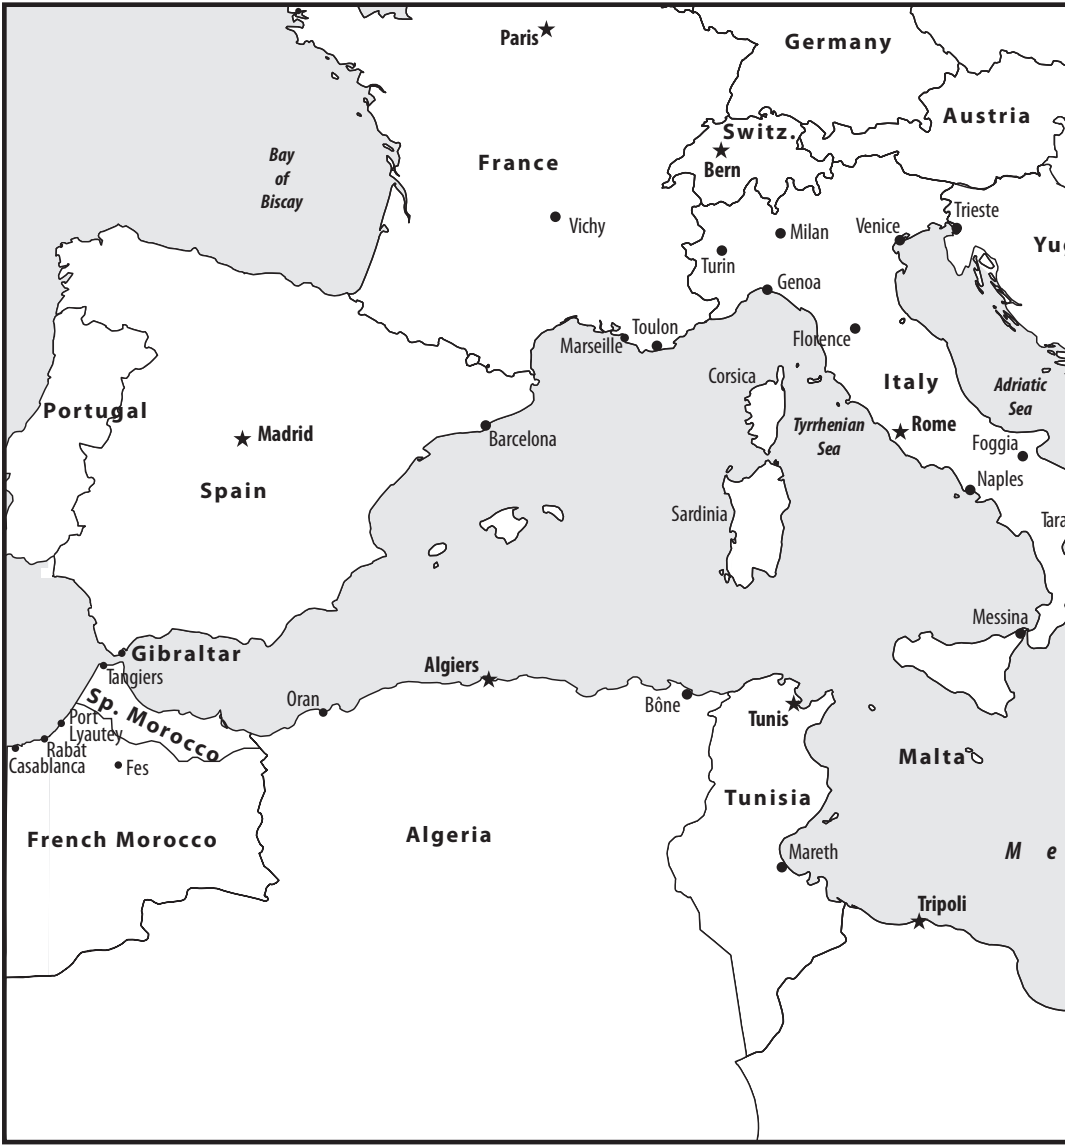 Paris
Germany
Austria
Switz.
Bern
France
Bay
of
Biscay
Vichy
Milan
Venice
Trieste
Yug
Turin
Genoa
Toulon
Marseille
Florence
Corsica
Italy
Adriatic
Sea
Portugal
Madrid
Barcelona
Tyrrhenian
Sea
Rome
Foggia
Spain
Naples
Sardinia
Tara
Messina
Gibraltar
Tangiers
Algiers
Oran
Bône
Tunis
Sp. Morocco
Port
Lyautey
Rabat
Casablanca
Fes
Malta
Tunisia
French Morocco
Algeria
Mareth
M e
Tripoli